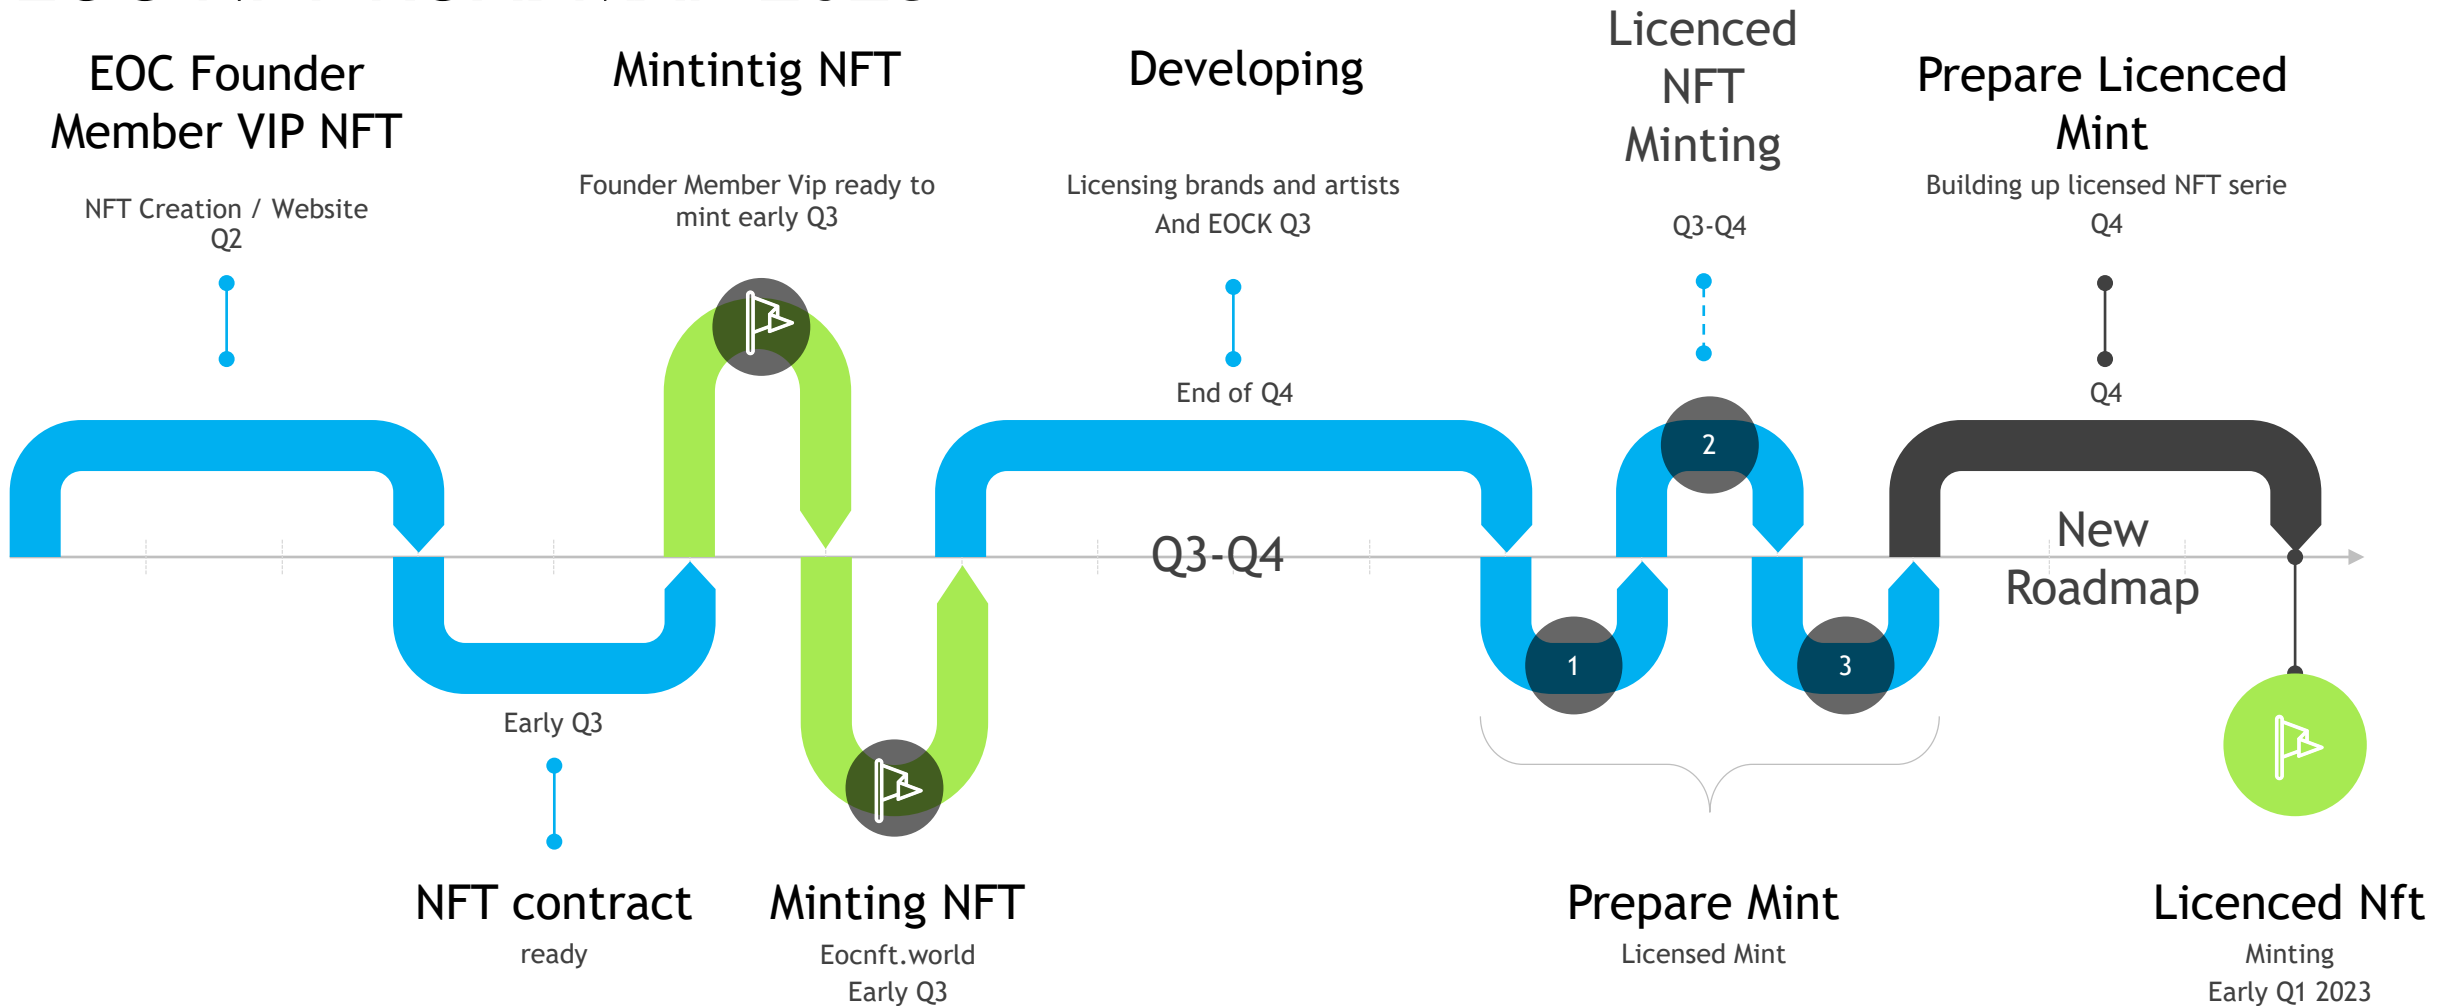 EOC Founder
Member VIP NFT
NFT Creation / Website
Q2
Mintintig NFT
Founder Member Vip ready to
mint early Q3
Developing
Licensing brands and artists
And EOCK Q3
End of Q4
Licenced
NFT
Minting
Q3-Q4
Prepare Licenced
Mint
Building up licensed NFT serie
Q4
Q4
2
Q3-Q4
New
Roadmap
1
3
Early Q3
NFT contract
ready
Minting NFT
Eocnft.world
Early Q3
Prepare Mint
Licensed Mint
Licenced Nft
Minting
Early Q1 2023